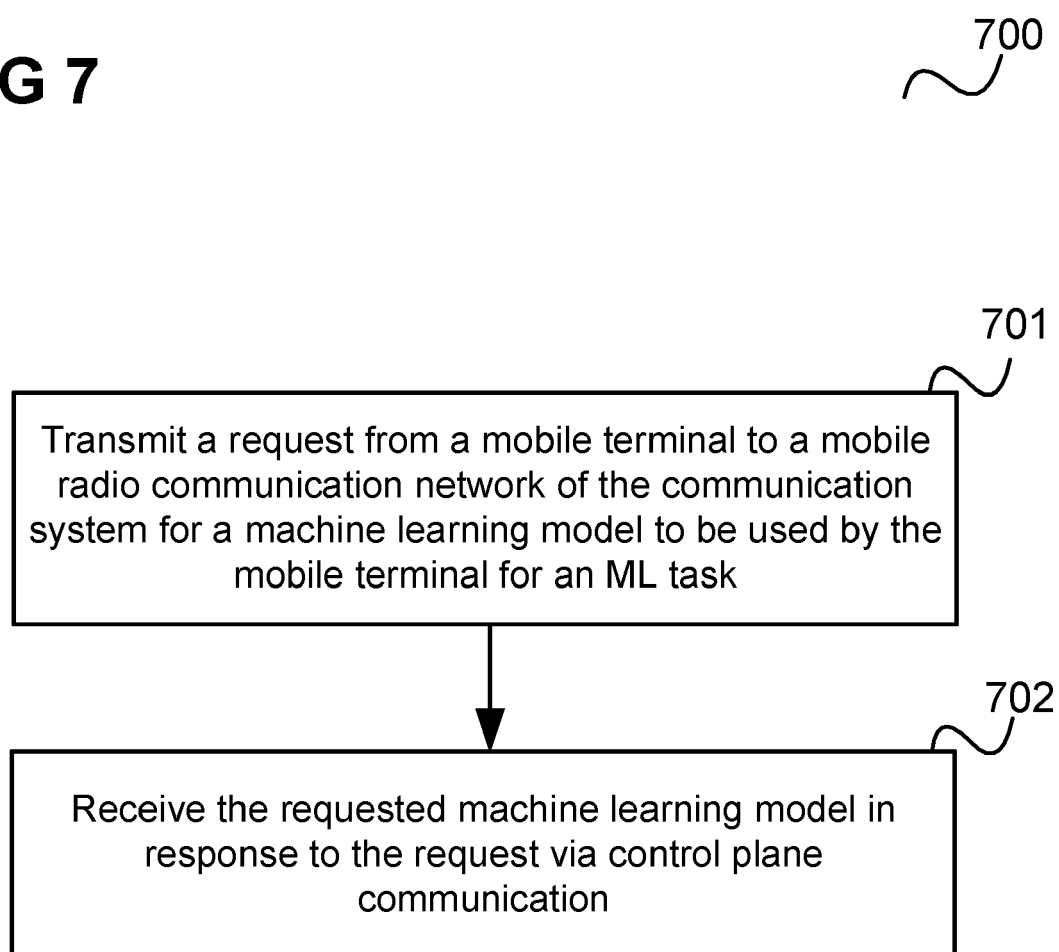 G 7
700
701
Transmit a request from a mobile terminal to a mobile
radio communication network of the communication
system for a machine learning model to be used by the
mobile terminal for an ML task
702
Receive the requested machine learning model in
response to the request via control plane
communication